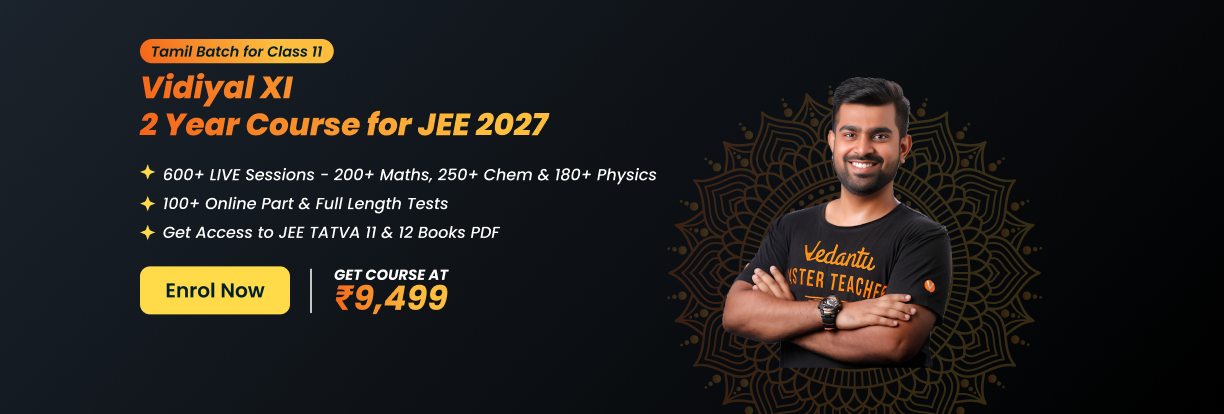 Tamil Batch for Class 11
Vidiyal XI
2 Year Course for JEE 2027
600+ LIVE Sessions - 200+ Maths, 250+ Chem & 180+ Physics
100+ Online Part & Full Length Tests
Get Access to JEE TATVA 11 & 12 Books PDF
Enrol Now
GET COURSE AT
₹9,499
Vedantu